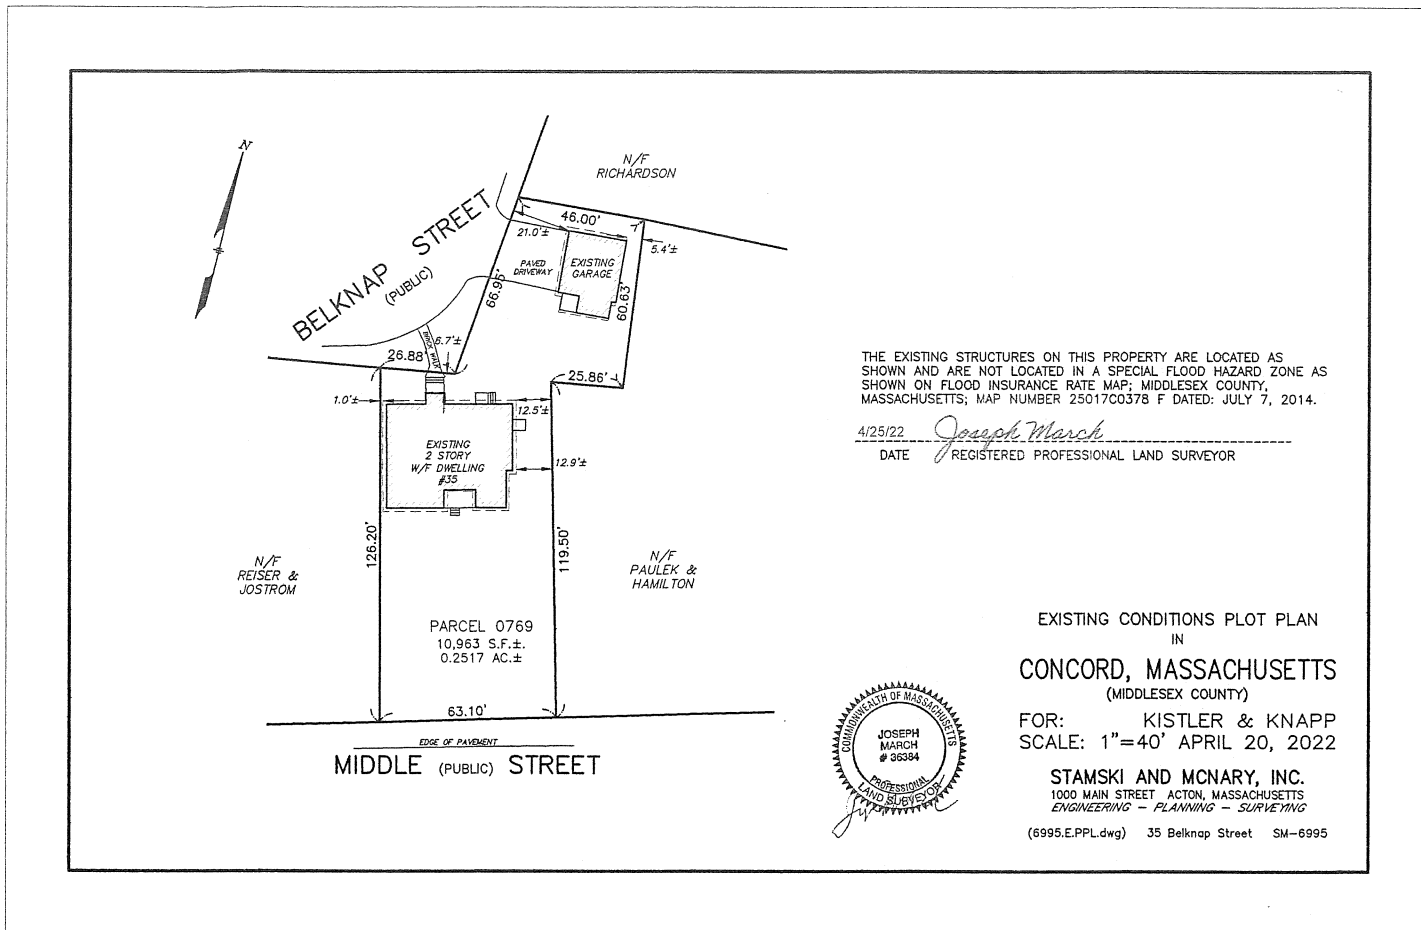 N
N/F
RICHARDSON
BELKNAP STREET
(PUBLIC)
46.00'
21.0'±
5.4'±
PAVED
DRIVEWAY
EXISTING
GARAGE
66.95'
60.63'
BRICK WALK
26.88'
25.86'
1.0'±
12.5'±
EXISTING
2 STORY
W/F DWELLING
#35
12.9'±
126.20'
119.50'
N/F
REISER &
JOSTROM
N/F
PAULEK &
HAMILTON
PARCEL 0769
10,963 S.F.±.
0.2517 AC.±
63.10'
EDGE OF PAVEMENT
MIDDLE (PUBLIC) STREET
THE EXISTING STRUCTURES ON THIS PROPERTY ARE LOCATED AS
SHOWN AND ARE NOT LOCATED IN A SPECIAL FLOOD HAZARD ZONE AS
SHOWN ON FLOOD INSURANCE RATE MAP; MIDDLESEX COUNTY,
MASSACHUSETTS; MAP NUMBER 25017C0378 F DATED: JULY 7, 2014.
4/25/22 Joseph March
DATE REGISTERED PROFESSIONAL LAND SURVEYOR
COMMONWEALTH OF MASSACHUSETTS
JOSEPH
MARCH
# 36384
PROFESSIONAL
LAND SURVEYOR
EXISTING CONDITIONS PLOT PLAN
IN
CONCORD, MASSACHUSETTS
(MIDDLESEX COUNTY)
FOR: KISTLER & KNAPP
SCALE: 1"=40' APRIL 20, 2022
STAMSKI AND MCNARY, INC.
1000 MAIN STREET ACTON, MASSACHUSETTS
ENGINEERING – PLANNING – SURVEYING
(6995.E.PPL.dwg) 35 Belknap Street SM-6995